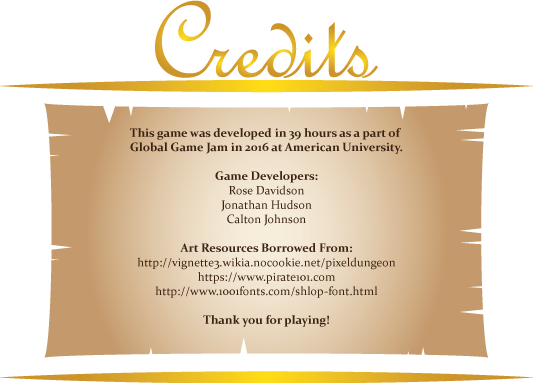 Credits
This game was developed in 39 hours as a part of
Global Game Jam in 2016 at American University.
Game Developers:
Rose Davidson
Jonathan Hudson
Calton Johnson
Art Resources Borrowed From:
http://vignette3.wikia.nocookie.net/pixeldungeon
https://www.pirate101.com
http://www.1001fonts.com/shlop-font.html
Thank you for playing!